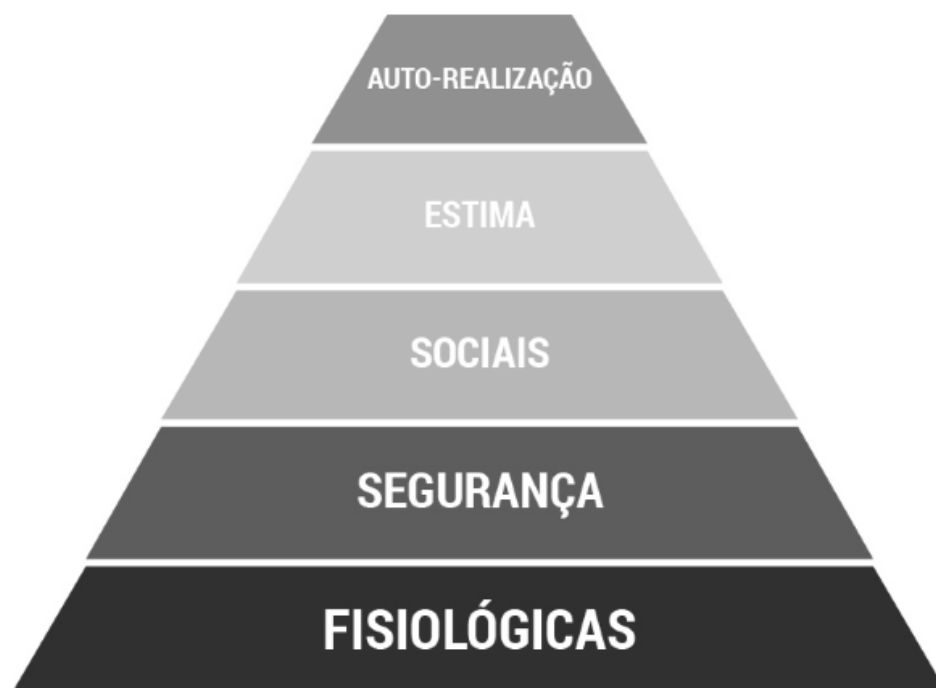 AUTO-REALIZAÇÃO
ESTIMA
SOCIAIS
SEGURANÇA
FISIOLÓGICAS